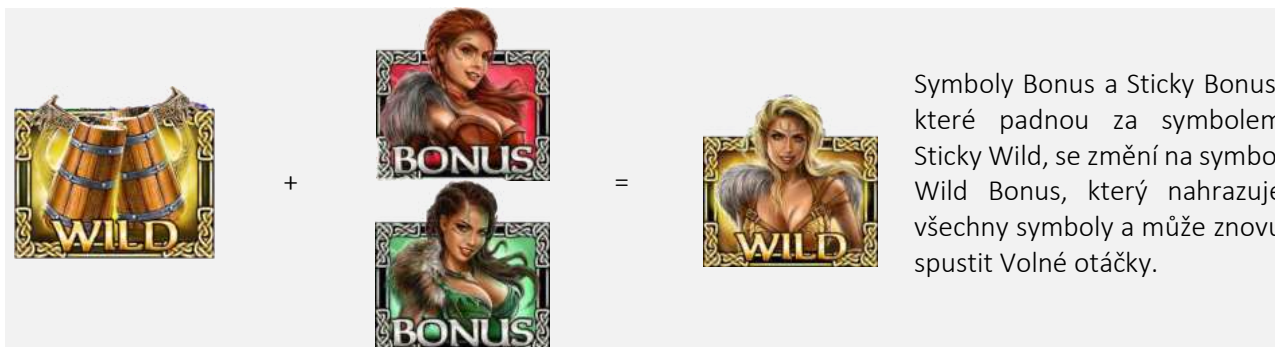 BONUS
WILD
+
=
WILD
BONUS
Symboly Bonus a Sticky Bonus
které padnou za symbolem
Sticky Wild, se změní na symbo
Wild Bonus, který nahrazuje
všechny symboly a může znovu
spustit Volné otáčky.